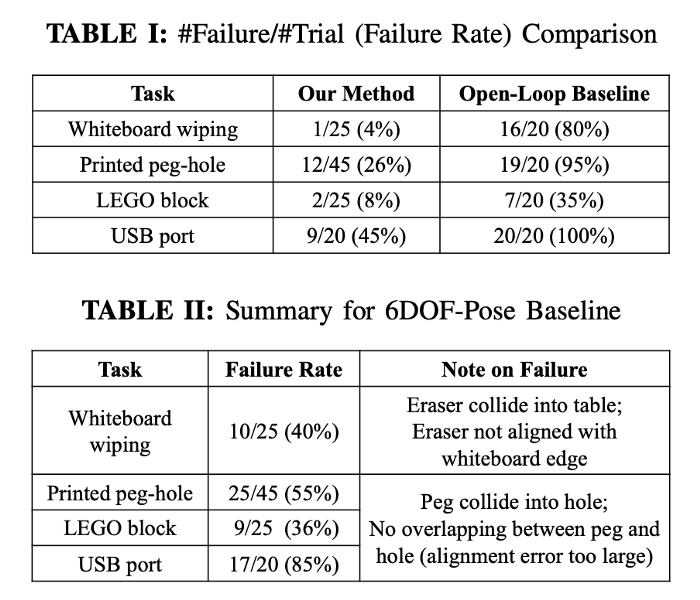 TABLE I: #Failure/#Trial (Failure Rate) Comparison
Task Our Method Open-Loop Baseline
Whiteboard wiping 1/25 (4%) 16/20 (80%)
Printed peg-hole 12/45 (26%) 19/20 (95%)
LEGO block 2/25 (8%) 7/20 (35%)
USB port 9/20 (45%) 20/20 (100%)
TABLE II: Summary for 6DOF-Pose Baseline
Task Failure Rate Note on Failure
Whiteboard
wiping
10/25 (40%)
Eraser collide into table;
Eraser not aligned with
whiteboard edge
Printed peg-hole 25/45 (55%)
LEGO block 9/25 (36%)
USB port 17/20 (85%)
Peg collide into hole;
No overlapping between peg and
hole (alignment error too large)